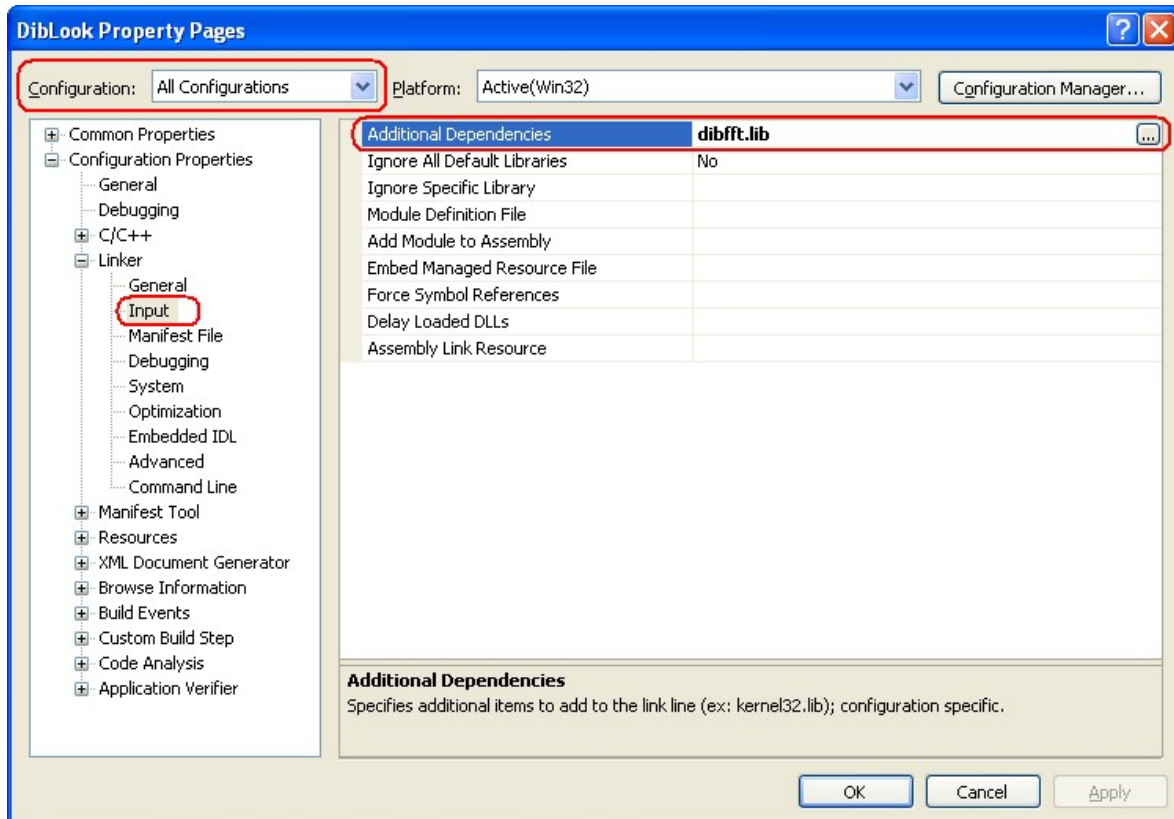 DibLook Property Pages
Configuration: All Configurations Platform: Active(Win32) Configuration Manager...
Common Properties
Configuration Properties
General
Debugging
C/C++
Linker
General
Input
Manifest File
Debugging
System
Optimization
Embedded IDL
Advanced
Command Line
Manifest Tool
Resources
XML Document Generator
Browse Information
Build Events
Custom Build Step
Code Analysis
Application Verifier
Additional Dependencies dibfft.lib ...
Ignore All Default Libraries No
Ignore Specific Library
Module Definition File
Add Module to Assembly
Embed Managed Resource File
Force Symbol References
Delay Loaded DLLs
Assembly Link Resource
Additional Dependencies
Specifies additional items to add to the link line (ex: kernel32.lib); configuration specific.
OK Cancel Apply